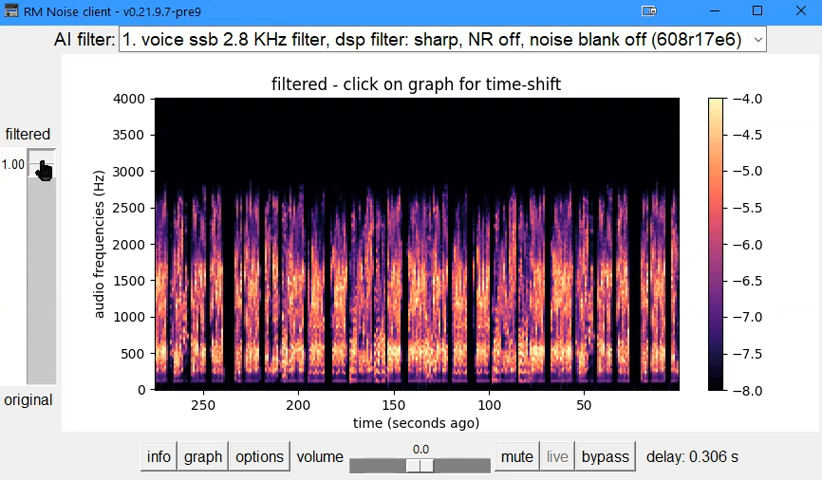 RM Noise client - v0.21.9.7-pre9
AI filter: 1. voice ssb 2.8 KHz filter, dsp filter: sharp, NR off, noise blank off (608r17e6)
filtered - click on graph for time-shift
filtered
1.00
original
audio frequencies (Hz)
4000
3500
3000
2500
2000
1500
1000
500
0
250 200 150 100 50
time (seconds ago)
−4.0
−4.5
−5.0
−5.5
−6.0
−6.5
−7.0
−7.5
−8.0
info graph options volume 0.0 mute live bypass delay: 0.306 s